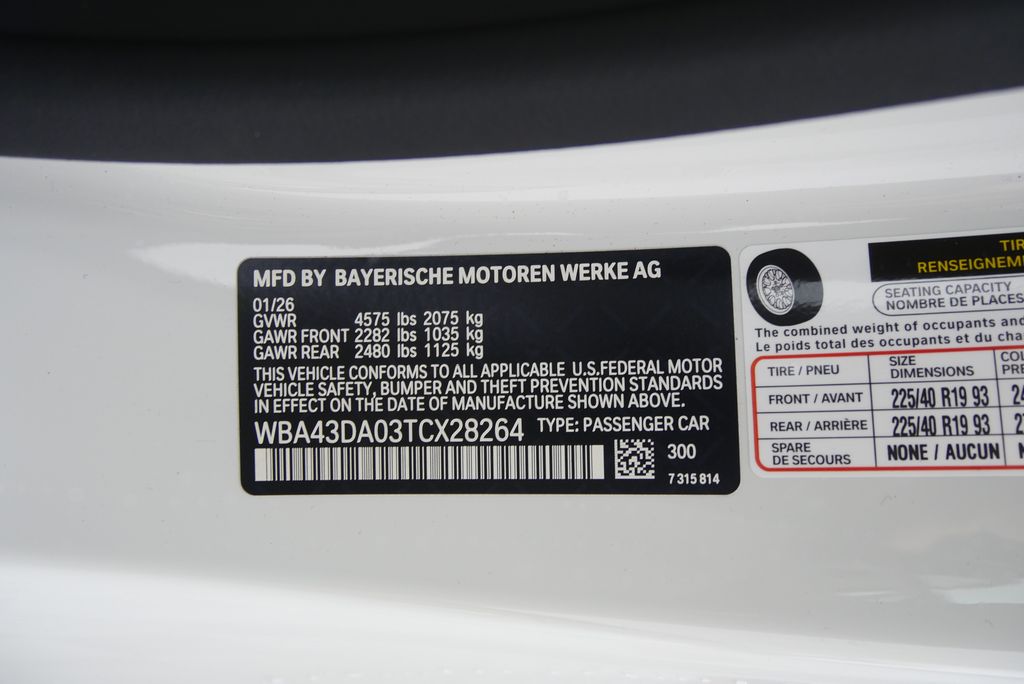 MFD BY BAYERISCHE MOTOREN WERKE AG
01/26
GVWR 4575 lbs 2075 kg
GAWR FRONT 2282 lbs 1035 kg
GAWR REAR 2480 lbs 1125 kg
THIS VEHICLE CONFORMS TO ALL APPLICABLE U.S.FEDERAL MOTOR
VEHICLE SAFETY, BUMPER AND THEFT PREVENTION STANDARDS
IN EFFECT ON THE DATE OF MANUFACTURE SHOWN ABOVE.
WBA43DA03TCX28264 TYPE: PASSENGER CAR
300
7 315 814
SEATING CAPACITY
NOMBRE DE PLACES
The combined weight of occupants and
Le poids total des occupants et du
TIRE / PNEU SIZE
DIMENSIONS
FRONT / AVANT 225/40 R19 93
REAR / ARRIÈRE 225/40 R19 93
SPARE
DE SECOURS NONE / AUCUN